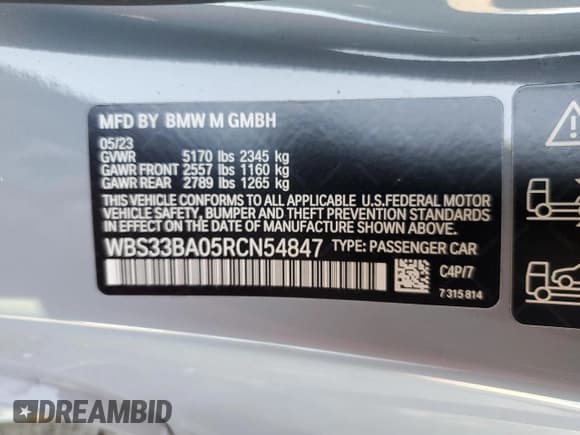 MFD BY BMW M GMBH
05/23
GVWR 5170 lbs 2345 kg
GAWR FRONT 2557 lbs 1160 kg
GAWR REAR 2789 lbs 1265 kg
THIS VEHICLE CONFORMS TO ALL APPLICABLE U.S.FEDERAL MOTOR
VEHICLE SAFETY, BUMPER AND THEFT PREVENTION STANDARDS
IN EFFECT ON THE DATE OF MANUFACTURE SHOWN ABOVE.
WBS33BA05RCN54847 TYPE: PASSENGER CAR
C4P/7
7 315 814
DREAMBID